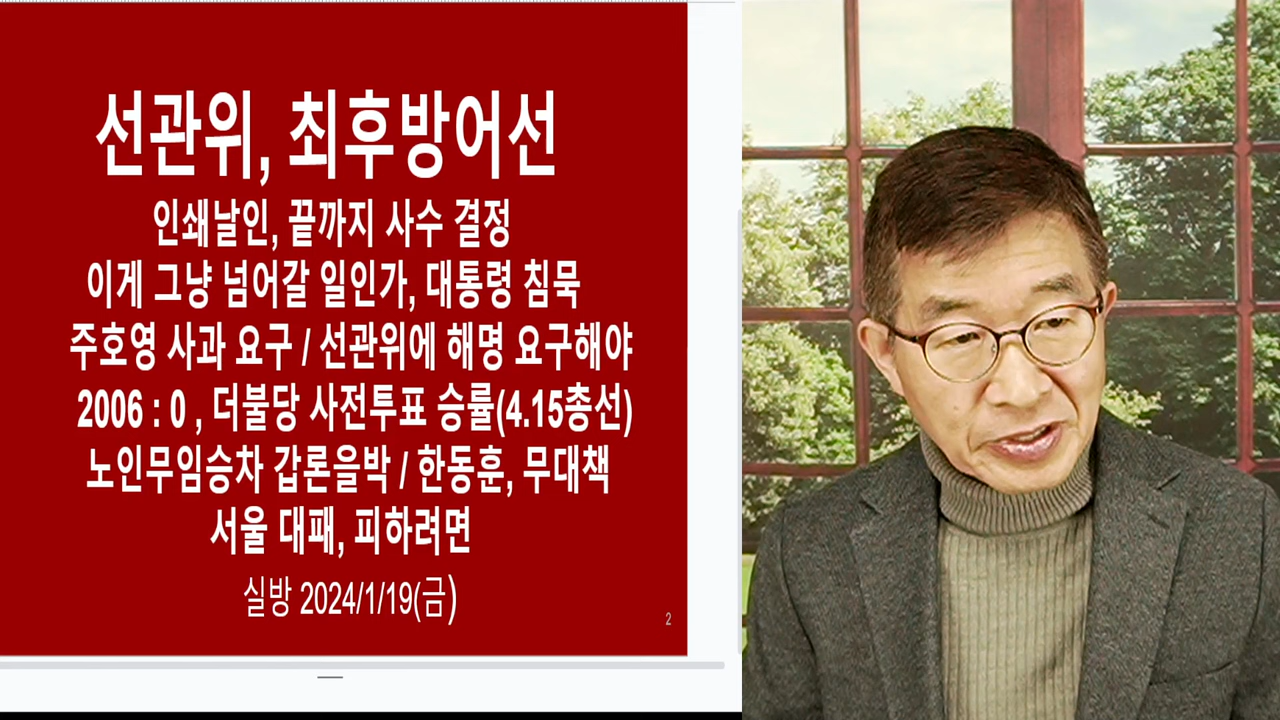 선관위, 최후방어선
인쇄날인, 끝까지 사수 결정
이게 그냥 넘어갈 일인가, 대통령 침묵
주호영 사과 요구 / 선관위에 해명 요구해야
2006 : 0 , 더불당 사전투표 승률(4.15총선)
노인무임승차 갑론을박 / 한동훈, 무대책
서울 대패, 피하려면
실방 2024/1/19(금)
2